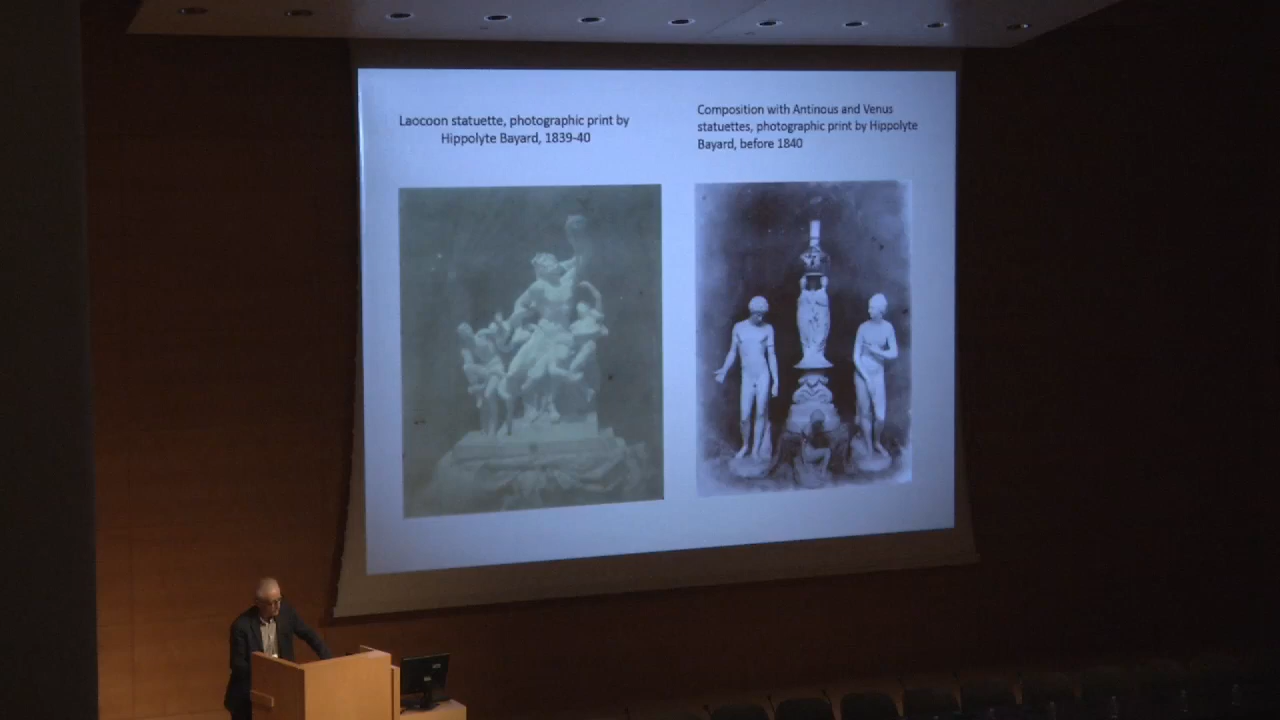 Laocoon statuette, photographic print by
Hippolyte Bayard, 1839-40
Composition with Antinous and Venus
statuettes, photographic print by Hippolyte
Bayard, before 1840